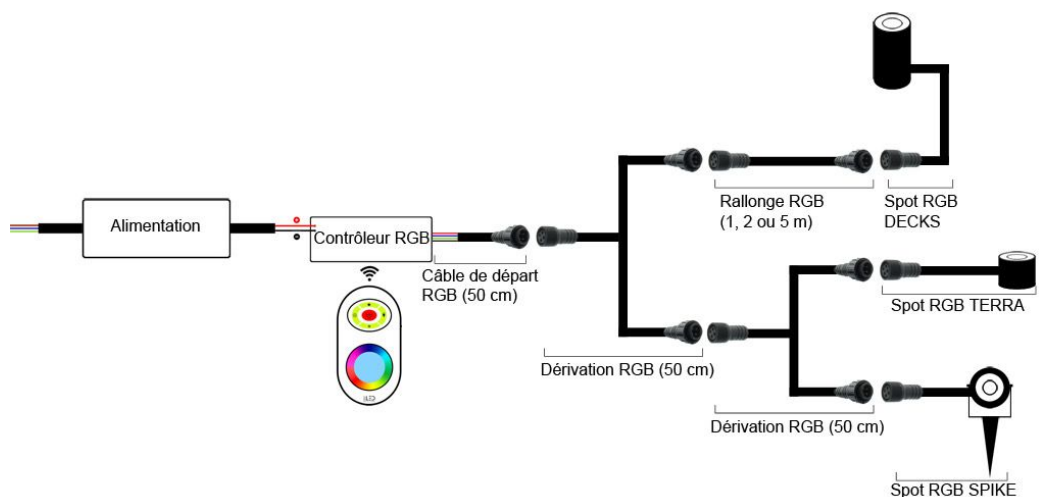 Alimentation
Contrôleur RGB
Câble de départ
RGB (50 cm)
Dérivation RGB (50 cm)
Rallonge RGB
(1, 2 ou 5 m)
Spot RGB
DECKS
Spot RGB TERRA
Dérivation RGB (50 cm)
Spot RGB SPIKE